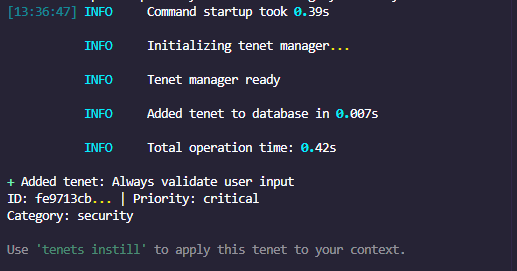 [13:36:47] INFO Command startup took 0.39s
INFO Initializing tenet manager...
INFO Tenet manager ready
INFO Added tenet to database in 0.007s
INFO Total operation time: 0.42s
+ Added tenet: Always validate user input
ID: fe9713cb... | Priority: critical
Category: security
Use 'tenets instill' to apply this tenet to your context.